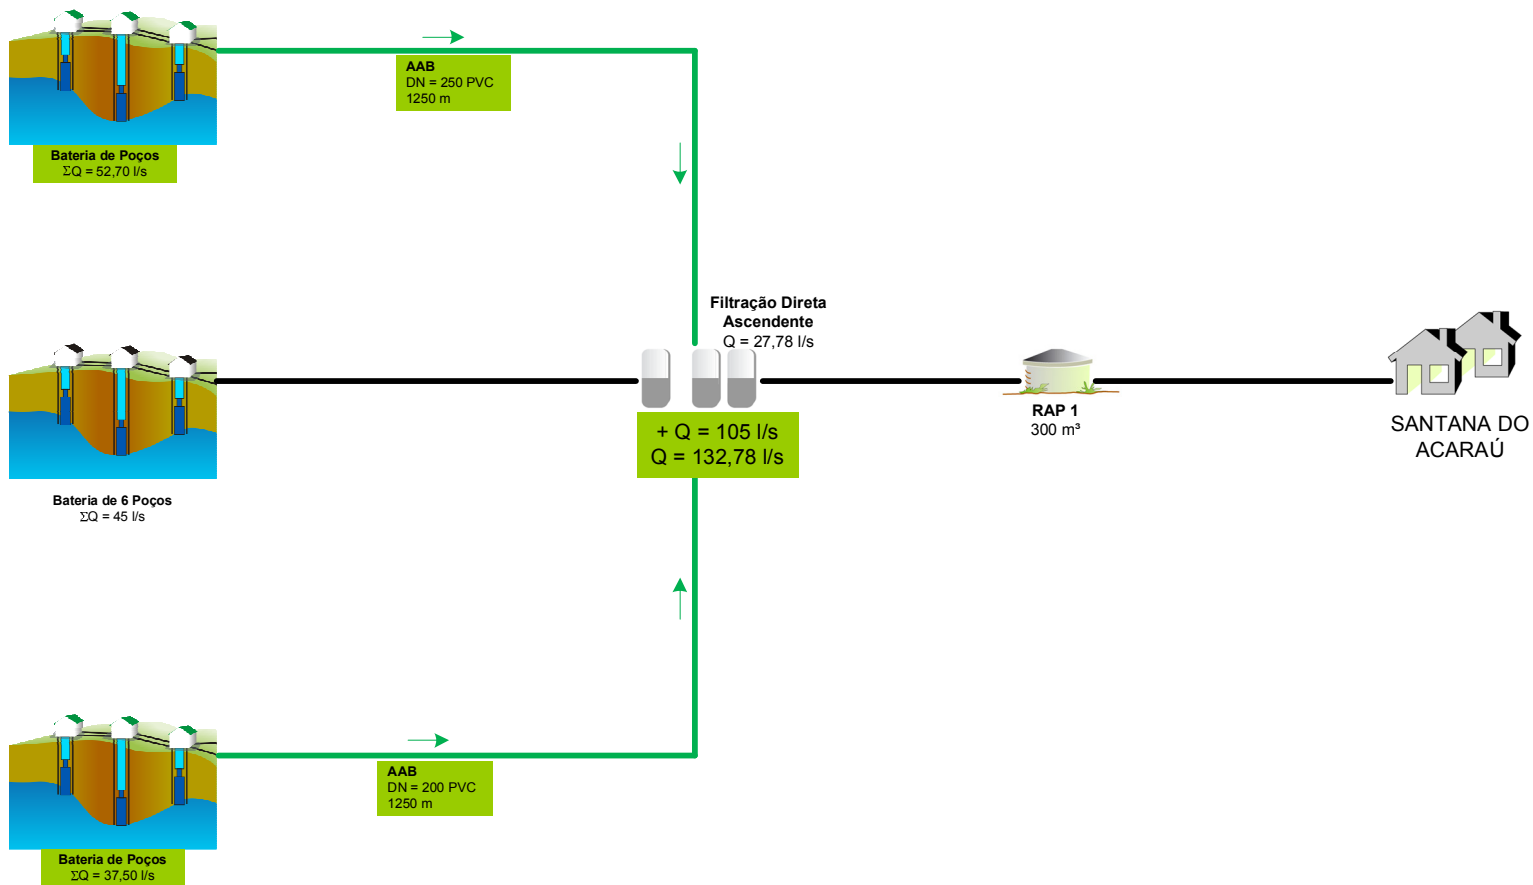 AAB
DN = 250 PVC
1250 m
Bateria de Poços
ΣQ = 52,70 l/s
Filtração Direta
Ascendente
Q = 27,78 l/s
+ Q = 105 l/s
Q = 132,78 l/s
RAP 1
300 m³
SANTANA DO
ACARAÚ
Bateria de 6 Poços
ΣQ = 45 l/s
AAB
DN = 200 PVC
1250 m
Bateria de Poços
ΣQ = 37,50 l/s